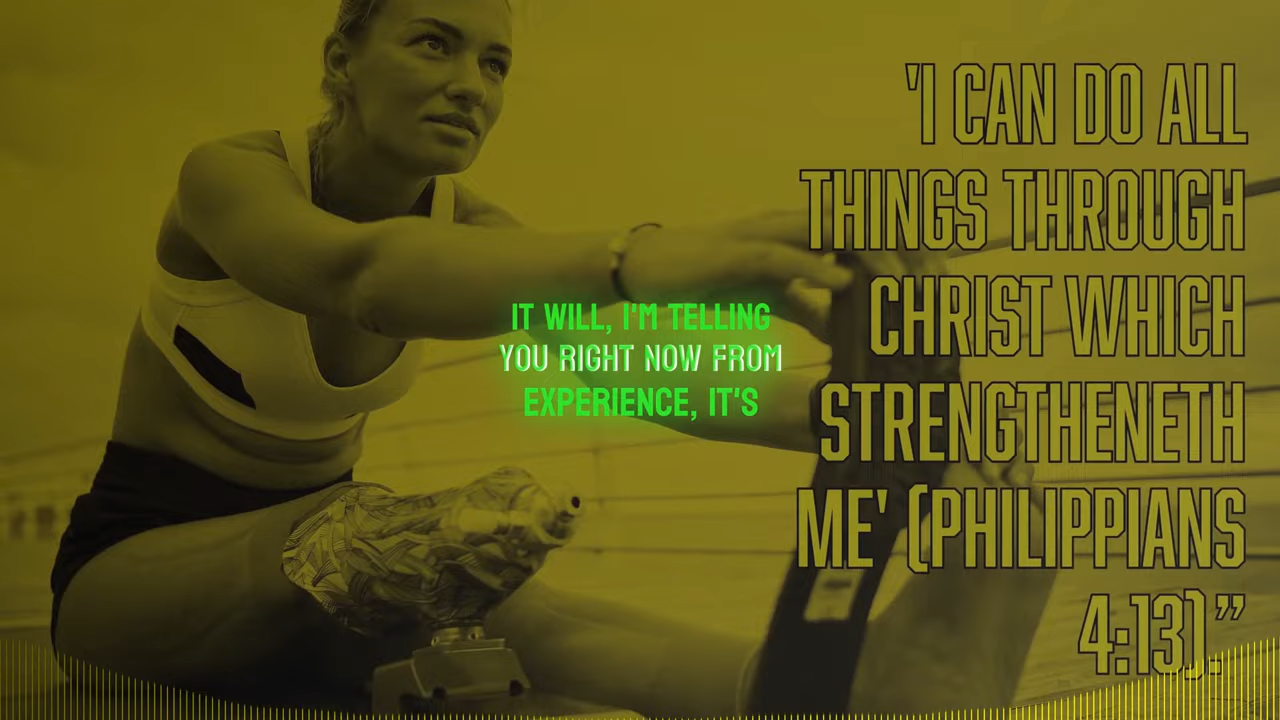 IT WILL, I'M TELLING
YOU RIGHT NOW FROM
EXPERIENCE, IT'S
'I CAN DO ALL
THINGS THROUGH
CHRIST WHICH
STRENGTHENETH
ME' (PHILIPPIANS
4:13).”